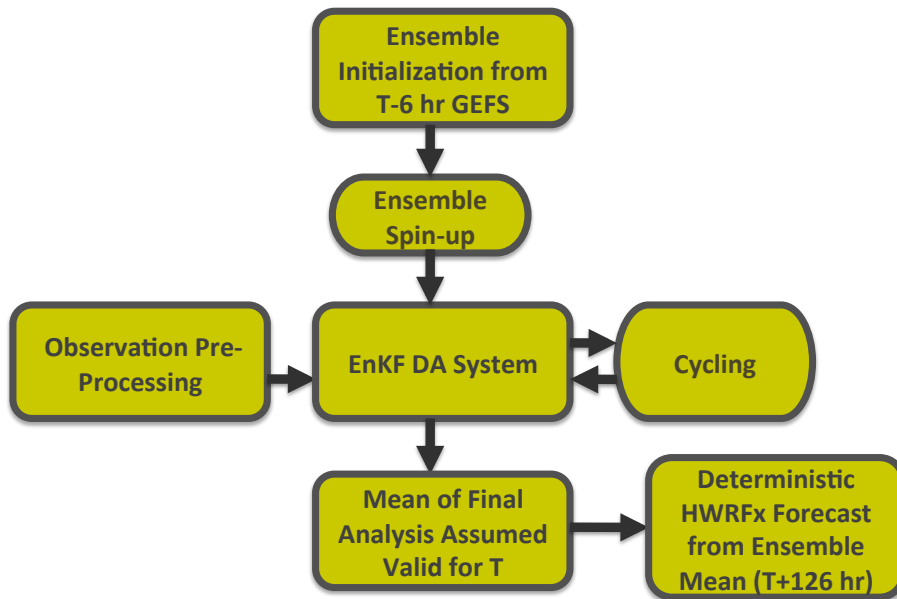 Ensemble
Initialization from
T-6 hr GEFS
Ensemble
Spin-up
Observation Pre-
Processing
EnKF DA System
Cycling
Mean of Final
Analysis Assumed
Valid for T
Deterministic
HWRFx Forecast
from Ensemble
Mean (T+126 hr)